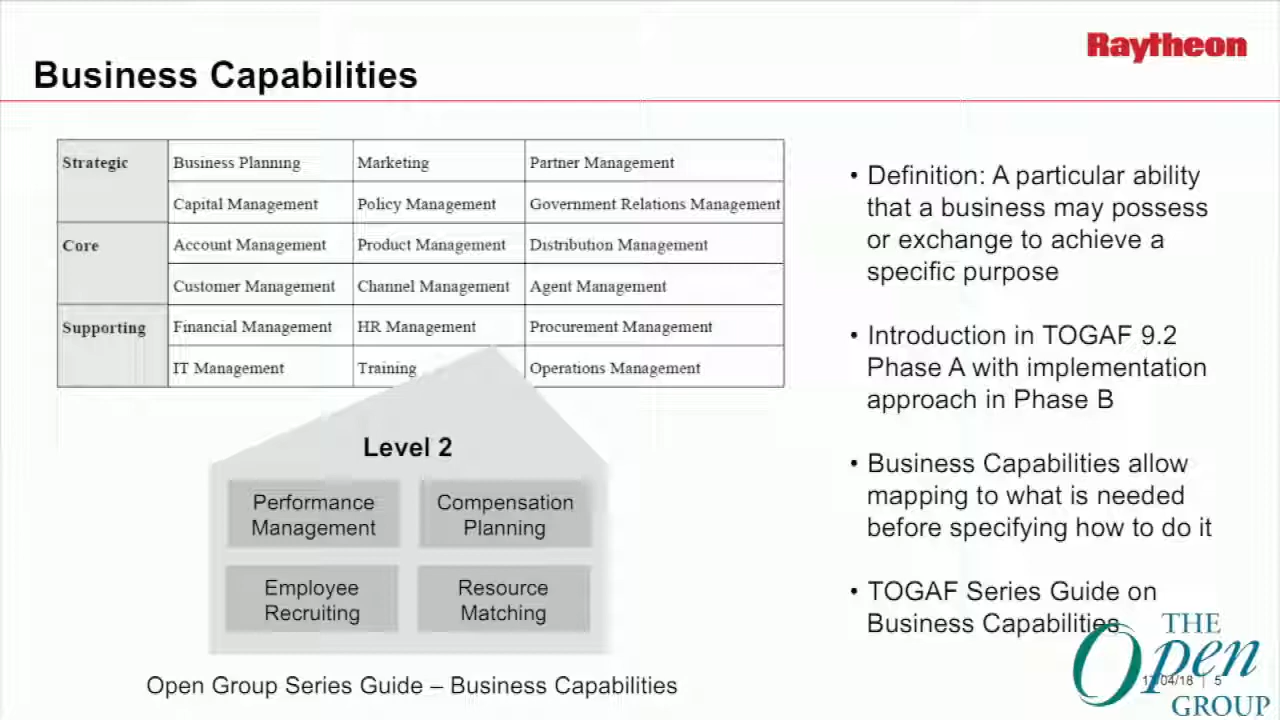 Raytheon
Business Capabilities
Strategic Business Planning Marketing Partner Management
Capital Management Policy Management Government Relations Management
Core Account Management Product Management Distribution Management
Customer Management Channel Management Agent Management
Supporting Financial Management HR Management Procurement Management
IT Management Training Operations Management
Level 2
Performance
Management
Compensation
Planning
Employee
Recruiting
Resource
Matching
Open Group Series Guide – Business Capabilities
• Definition: A particular ability
that a business may possess
or exchange to achieve a
specific purpose
• Introduction in TOGAF 9.2
Phase A with implementation
approach in Phase B
• Business Capabilities allow
mapping to what is needed
before specifying how to do it
• TOGAF Series Guide on
Business Capabilities
THE
Open
GROUP
| 5